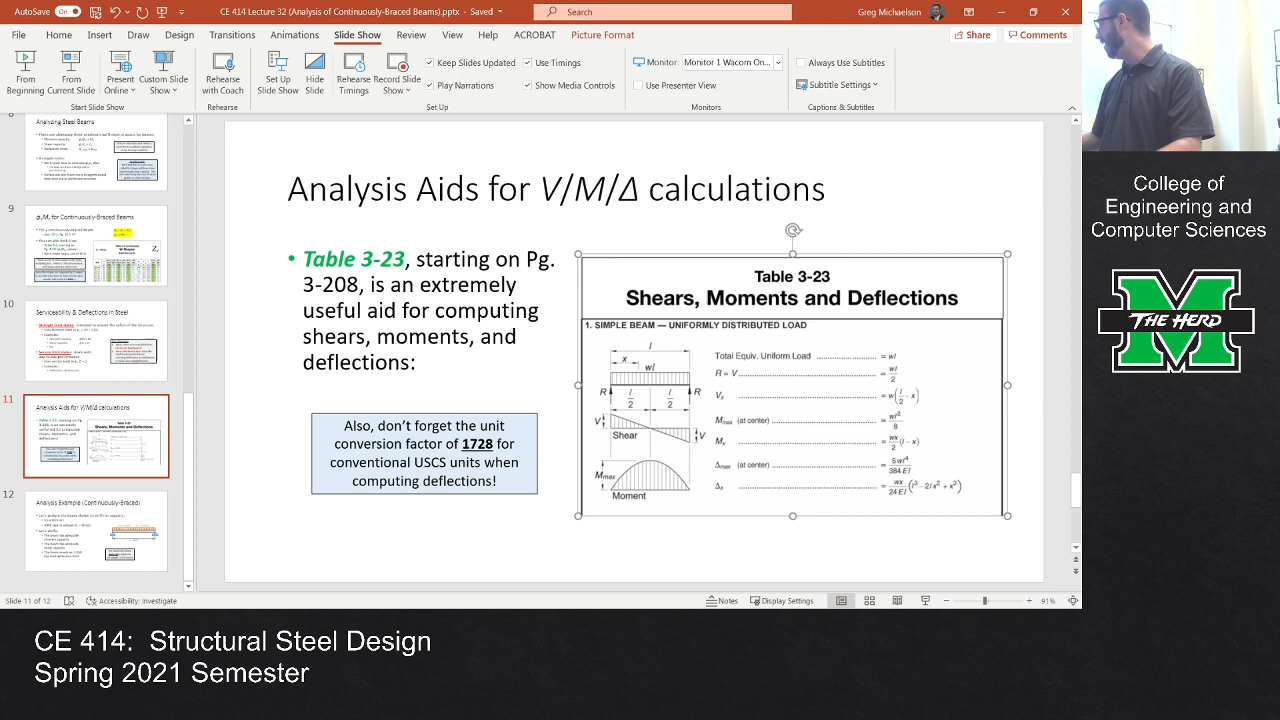 AutoSave On
CE 414 Lecture 32 (Analysis of Continuously-Braced Beams).pptx - Saved
Search
Greg Michaelson
File Home Insert Draw Design Transitions Animations Slide Show Review View Help ACROBAT Picture Format
Share Comments
From Beginning
From Current Slide
Present Online
Custom Slide Show
Rehearse with Coach
Set Up Slide Show
Hide Slide
Rehearse Timings
Record Slide Show
Keep Slides Updated
Play Narrations
Use Timings
Show Media Controls
Monitor: Monitor 1 Wacom On...
Use Presenter View
Always Use Subtitles
Subtitle Settings
Start Slide Show Rehearse Set Up Monitors Captions & Subtitles
Analyzing Steel Beams
9
for Continuously-Braced Beams
10
Serviceability & Deflections in Steel
11
Analysis Aids for V/M/Δ calculations
12
Analysis Example (Continuously-Braced)
Analysis Aids for V/M/Δ calculations
• Table 3-23, starting on Pg.
3-208, is an extremely
useful aid for computing
shears, moments, and
deflections:
Also, don't forget the unit
conversion factor of 1728 for
conventional USCS units when
computing deflections!
Table 3-23
Shears, Moments and Deflections
1. SIMPLE BEAM — UNIFORMLY DISTRIBUTED LOAD
l
x
wl
R R
l/2 l/2
V
Shear
V
Mmax
Moment
Total Equiv. Uniform Load = wl
R = V = wl/2
Vx = w(l/2 − x)
Mmax (at center) = wl²/8
Mx = wx/2 (l − x)
Δmax (at center) = 5wl⁴/384EI
Δx = wx/24EI (l³ − 2lx² + x³)
Slide 11 of 12
Accessibility: Investigate
Notes
Display Settings
91%
College of
Engineering and
Computer Sciences
THE HERD
CE 414: Structural Steel Design
Spring 2021 Semester